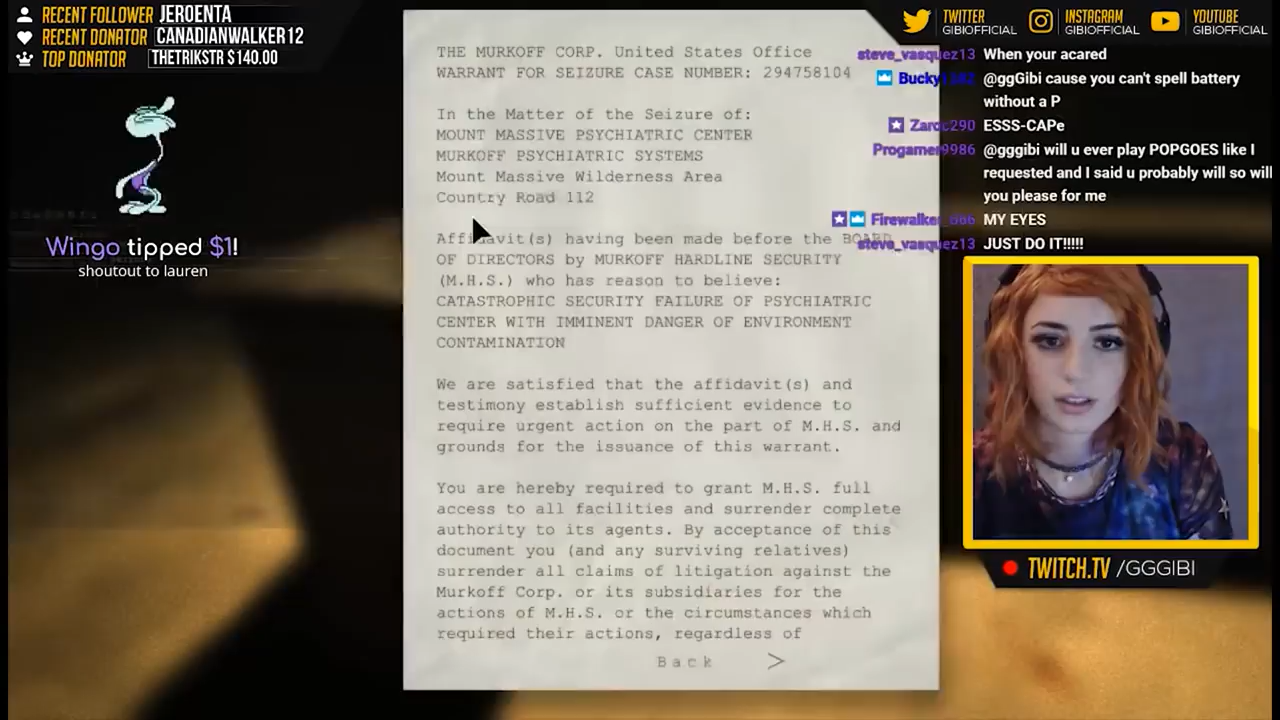 RECENT FOLLOWER JEROENTA
RECENT DONATOR CANADIANWALKER12
TOP DONATOR THETRIKSTR $140.00
Wingo tipped $1!
shoutout to lauren
THE MURKOFF CORP. United States Office
WARRANT FOR SEIZURE CASE NUMBER: 294758104
In the Matter of the Seizure of:
MOUNT MASSIVE PSYCHIATRIC CENTER
MURKOFF PSYCHIATRIC SYSTEMS
Mount Massive Wilderness Area
Country Road 112
Affidavit(s) having been made before the BOARD
OF DIRECTORS by MURKOFF HARDLINE SECURITY
(M.H.S.) who has reason to believe:
CATASTROPHIC SECURITY FAILURE OF PSYCHIATRIC
CENTER WITH IMMINENT DANGER OF ENVIRONMENT
CONTAMINATION
We are satisfied that the affidavit(s) and
testimony establish sufficient evidence to
require urgent action on the part of M.H.S. and
grounds for the issuance of this warrant.
You are hereby required to grant M.H.S. full
access to all facilities and surrender complete
authority to its agents. By acceptance of this
document you (and any surviving relatives)
surrender all claims of litigation against the
Murkoff Corp. or its subsidiaries for the
actions of M.H.S. or the circumstances which
required their actions, regardless of
Back >
TWITTER
GIBIOFFICIAL
INSTAGRAM
GIBIOFFICIAL
YOUTUBE
GIBIOFFICIAL
steve_vasquez13 When your acared
@ggGibi cause you can't spell battery
without a P
Zaroc290 ESSS-CAPe
Progamer9986 @gggibi will u ever play POPGOES like I
requested and I said u probably will so will
you please for me
Firewalker_666 MY EYES
steve_vasquez13 JUST DO IT!!!!!
TWITCH.TV /GGGIBI